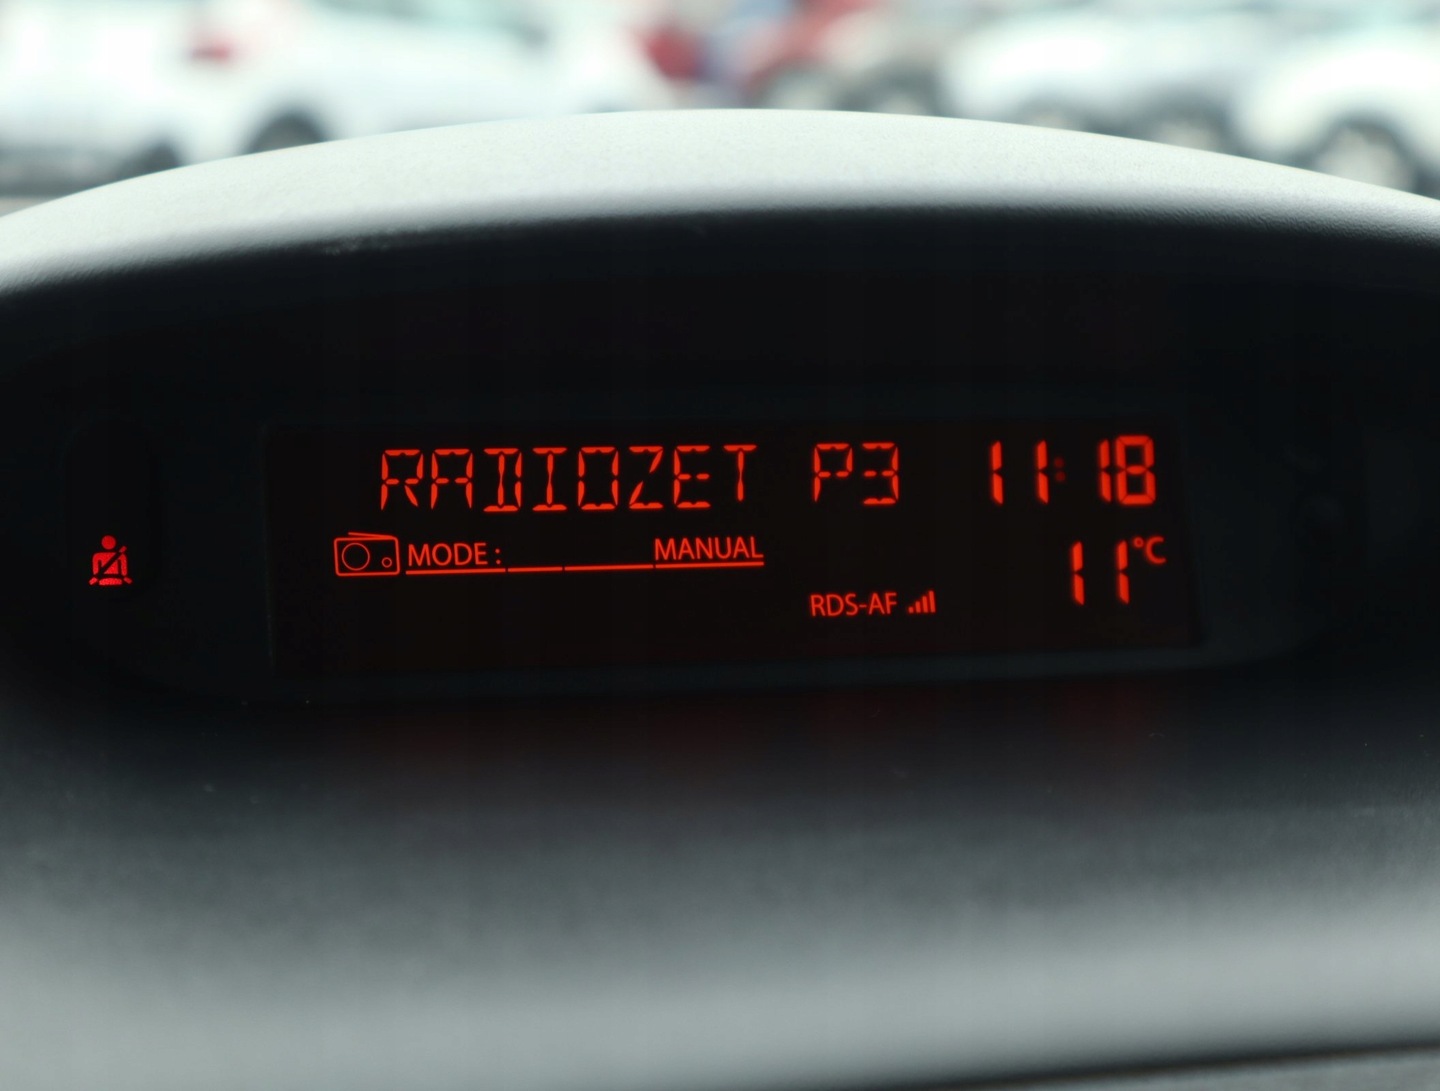 RADIOZET P3 11:18
MODE: MANUAL 11°C
RDS-AF